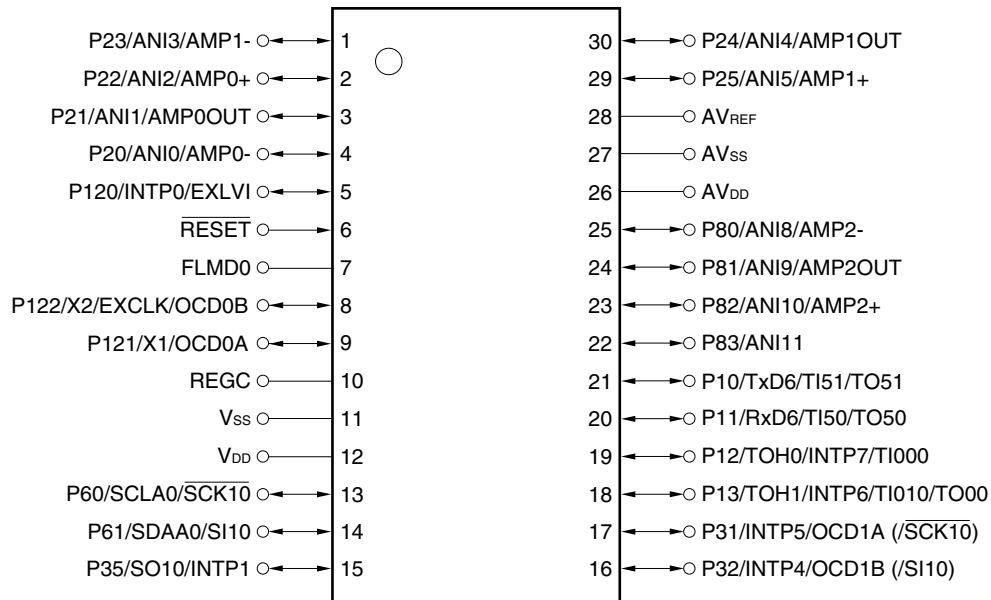 P23/ANI3/AMP1- 1 30 P24/ANI4/AMP1OUT
P22/ANI2/AMP0+ 2 29 P25/ANI5/AMP1+
P21/ANI1/AMP0OUT 3 28 AVREF
P20/ANI0/AMP0- 4 27 AVSS
P120/INTP0/EXLVI 5 26 AVDD
RESET 6 25 P80/ANI8/AMP2-
FLMD0 7 24 P81/ANI9/AMP2OUT
P122/X2/EXCLK/OCD0B 8 23 P82/ANI10/AMP2+
P121/X1/OCD0A 9 22 P83/ANI11
REGC 10 21 P10/TxD6/TI51/TO51
VSS 11 20 P11/RxD6/TI50/TO50
VDD 12 19 P12/TOH0/INTP7/TI000
P60/SCLA0/SCK10 13 18 P13/TOH1/INTP6/TI010/TO00
P61/SDAA0/SI10 14 17 P31/INTP5/OCD1A (/SCK10)
P35/SO10/INTP1 15 16 P32/INTP4/OCD1B (/SI10)